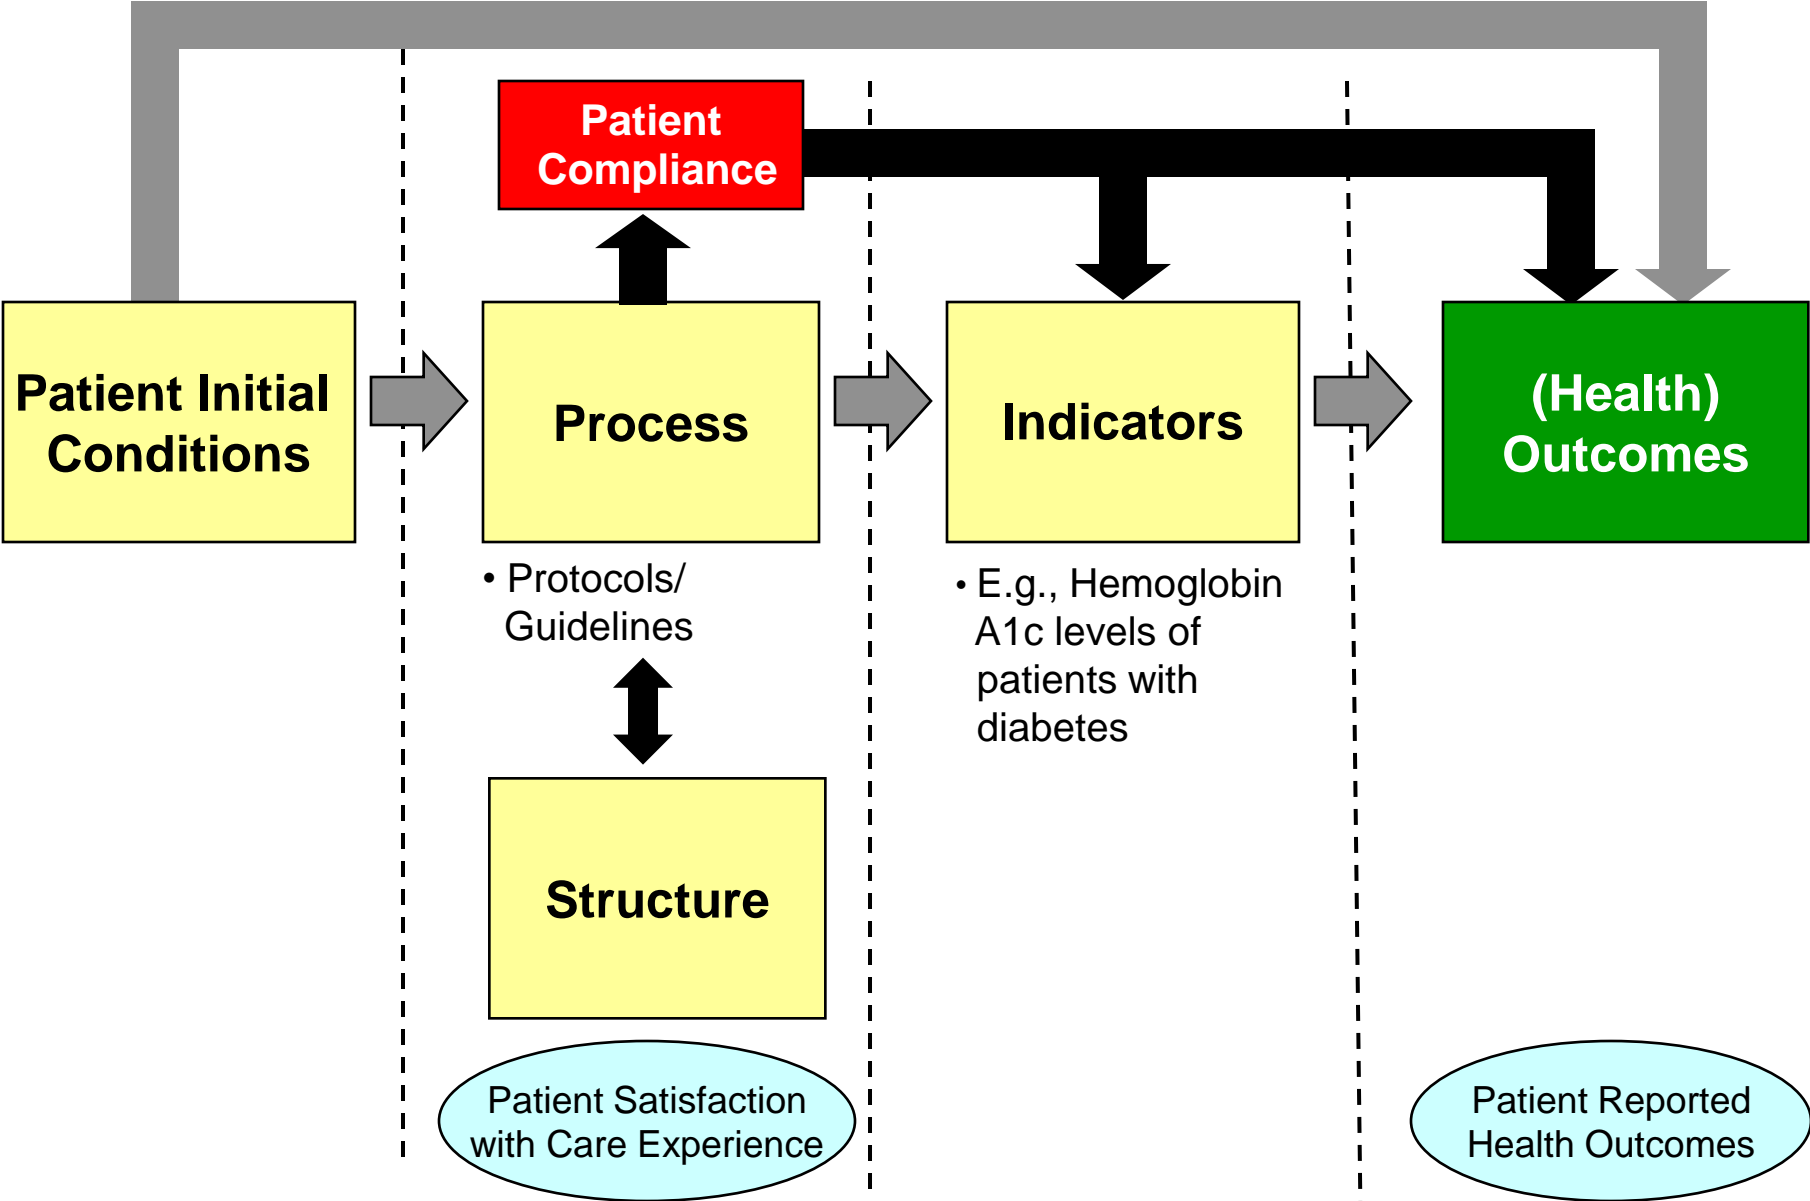 Patient
Compliance
Patient Initial
Conditions
Process
Indicators
(Health)
Outcomes
• Protocols/
Guidelines
• E.g., Hemoglobin
A1c levels of
patients with
diabetes
Structure
Patient Satisfaction
with Care Experience
Patient Reported
Health Outcomes